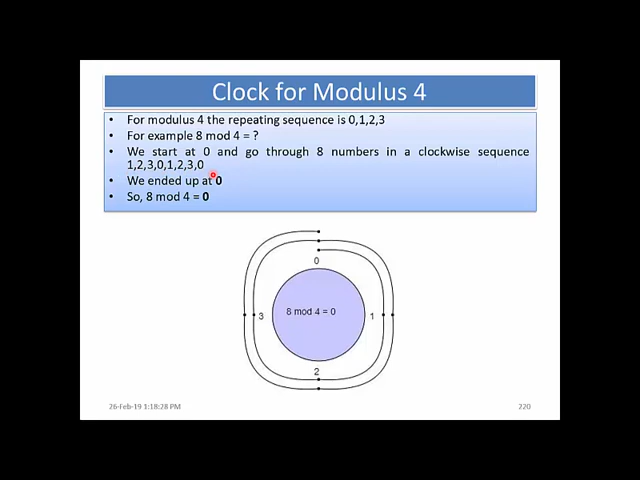 Clock for Modulus 4
• For modulus 4 the repeating sequence is 0,1,2,3
• For example 8 mod 4 = ?
• We start at 0 and go through 8 numbers in a clockwise sequence
1,2,3,0,1,2,3,0
• We ended up at 0
• So, 8 mod 4 = 0
0
3
8 mod 4 = 0
1
2
26-Feb-19 1:18:28 PM
220